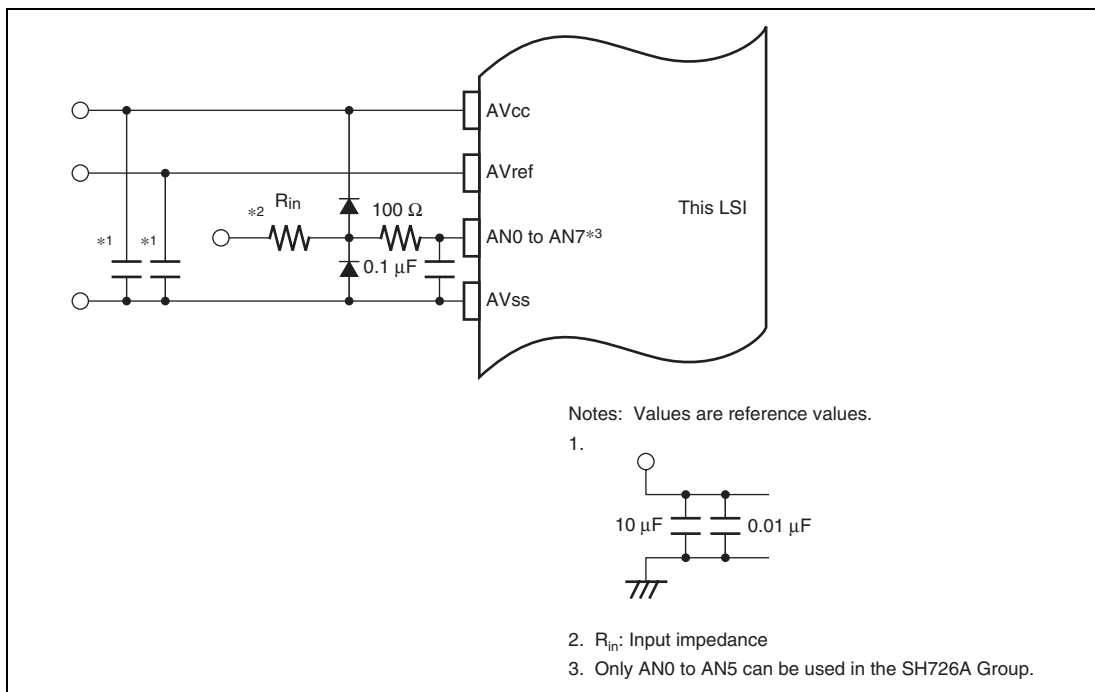 AVcc
AVref
*2 Rin
100 Ω
This LSI
*1 *1
AN0 to AN7*3
0.1 μF
AVss
Notes: Values are reference values.
1.
10 μF 0.01 μF
2. Rin: Input impedance
3. Only AN0 to AN5 can be used in the SH726A Group.